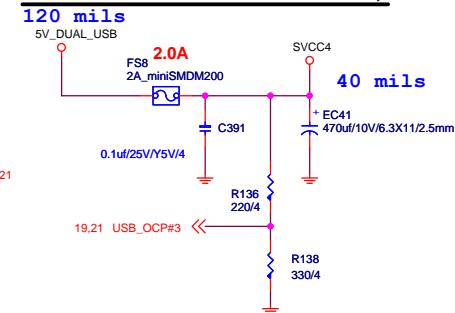 120 mils
5V_DUAL_USB
2.0A
FS8
2A_miniSMDM200
SVCC4
40 mils
C391
+ EC41
470uf/10V/6.3X11/2.5mm
0.1uf/25V/Y5V/4
21
R136
220/4
19,21 USB_OCP#3
R138
330/4